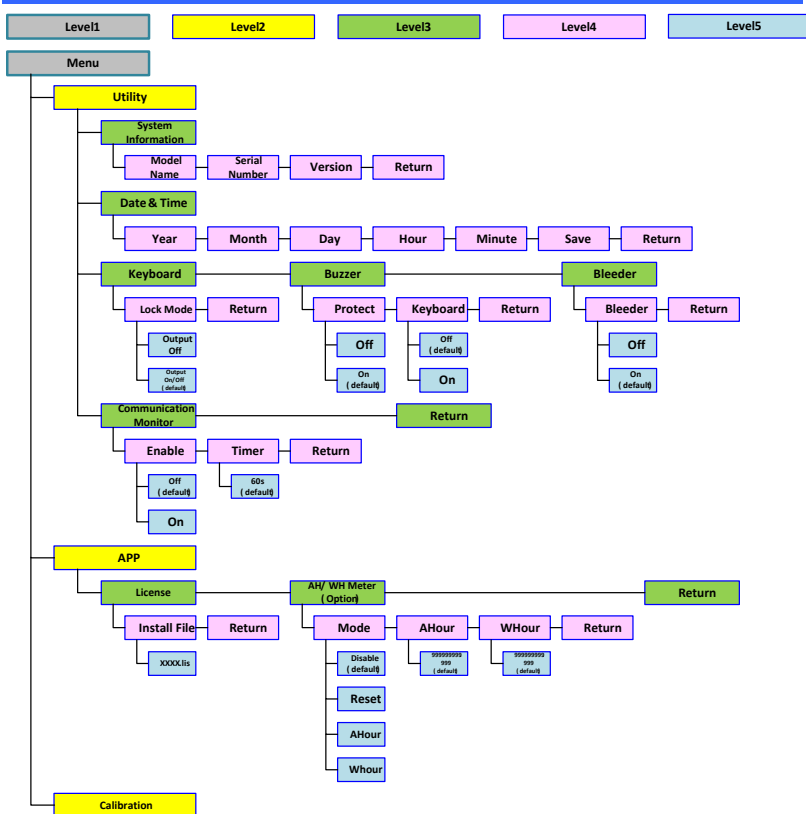 Level1
Level2
Level3
Level4
Level5
Menu
Utility
System
Information
Model
Name
Serial
Number
Version
Return
Date & Time
Year
Month
Day
Hour
Minute
Save
Return
Keyboard
Buzzer
Bleeder
Lock Mode
Return
Protect
Keyboard
Return
Bleeder
Return
Output
Off
Off
Off
( default)
Off
Output
On/Off
( default)
On
( default)
On
On
( default)
Communication
Monitor
Return
Enable
Timer
Return
Off
( default)
60s
( default)
On
APP
License
AH/ WH Meter
( Option)
Return
Install File
Return
Mode
AHour
WHour
Return
XXXX.lis
Disable
( default)
999999999
999
( default)
999999999
999
( default)
Reset
AHour
Whour
Calibration